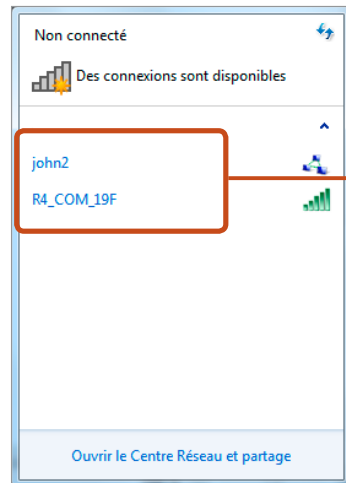 Non connecté
Des connexions sont disponibles
john2
R4_COM_19F
Ouvrir le Centre Réseau et partage